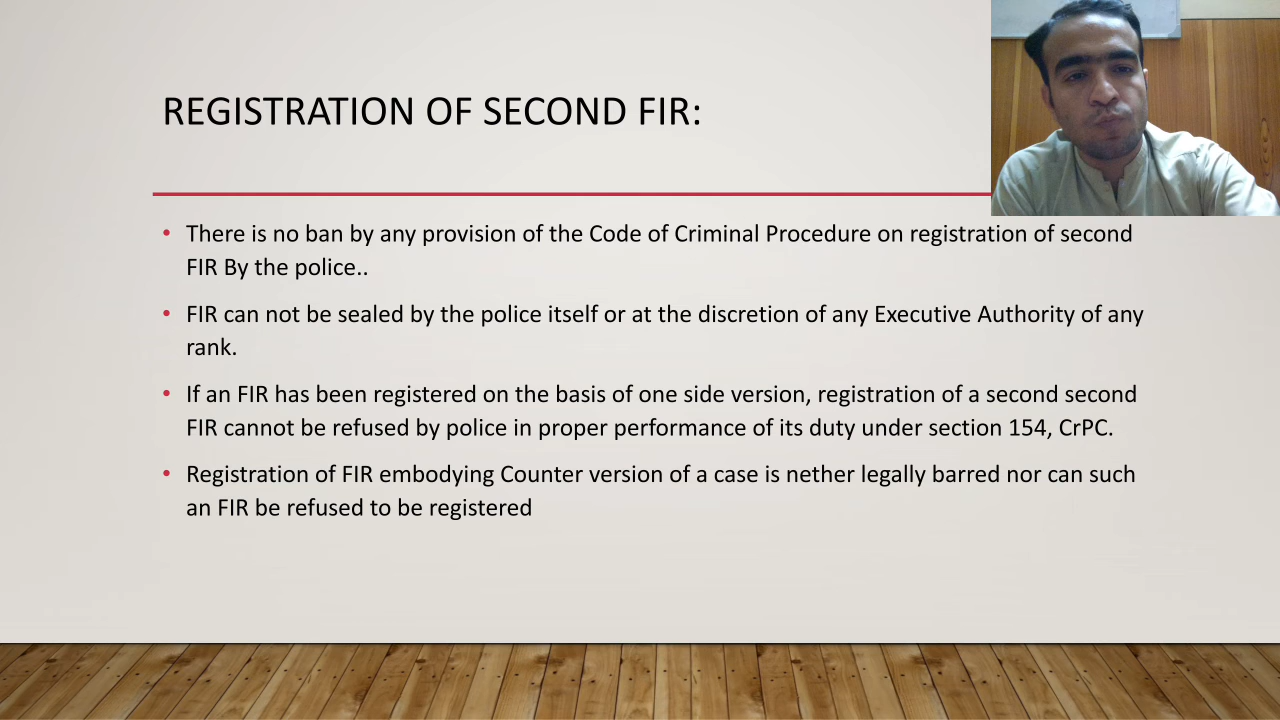 REGISTRATION OF SECOND FIR:
• There is no ban by any provision of the Code of Criminal Procedure on registration of second
FIR By the police..
• FIR can not be sealed by the police itself or at the discretion of any Executive Authority of any
rank.
• If an FIR has been registered on the basis of one side version, registration of a second second
FIR cannot be refused by police in proper performance of its duty under section 154, CrPC.
• Registration of FIR embodying Counter version of a case is nether legally barred nor can such
an FIR be refused to be registered